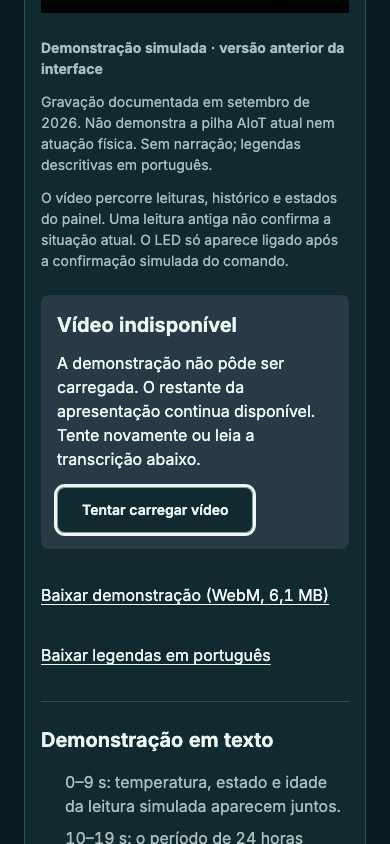 Demonstração simulada · versão anterior da
interface
Gravação documentada em setembro de
2026. Não demonstra a pilha AIoT atual nem
atuação física. Sem narração; legendas
descritivas em português.
O vídeo percorre leituras, histórico e estados
do painel. Uma leitura antiga não confirma a
situação atual. O LED só aparece ligado após
a confirmação simulada do comando.
Vídeo indisponível
A demonstração não pôde ser
carregada. O restante da
apresentação continua disponível.
Tente novamente ou leia a
transcrição abaixo.
Tentar carregar vídeo
Baixar demonstração (WebM, 6,1 MB)
Baixar legendas em português
Demonstração em texto
0–9 s: temperatura, estado e idade
da leitura simulada aparecem juntos.
10–19 s: o período de 24 horas